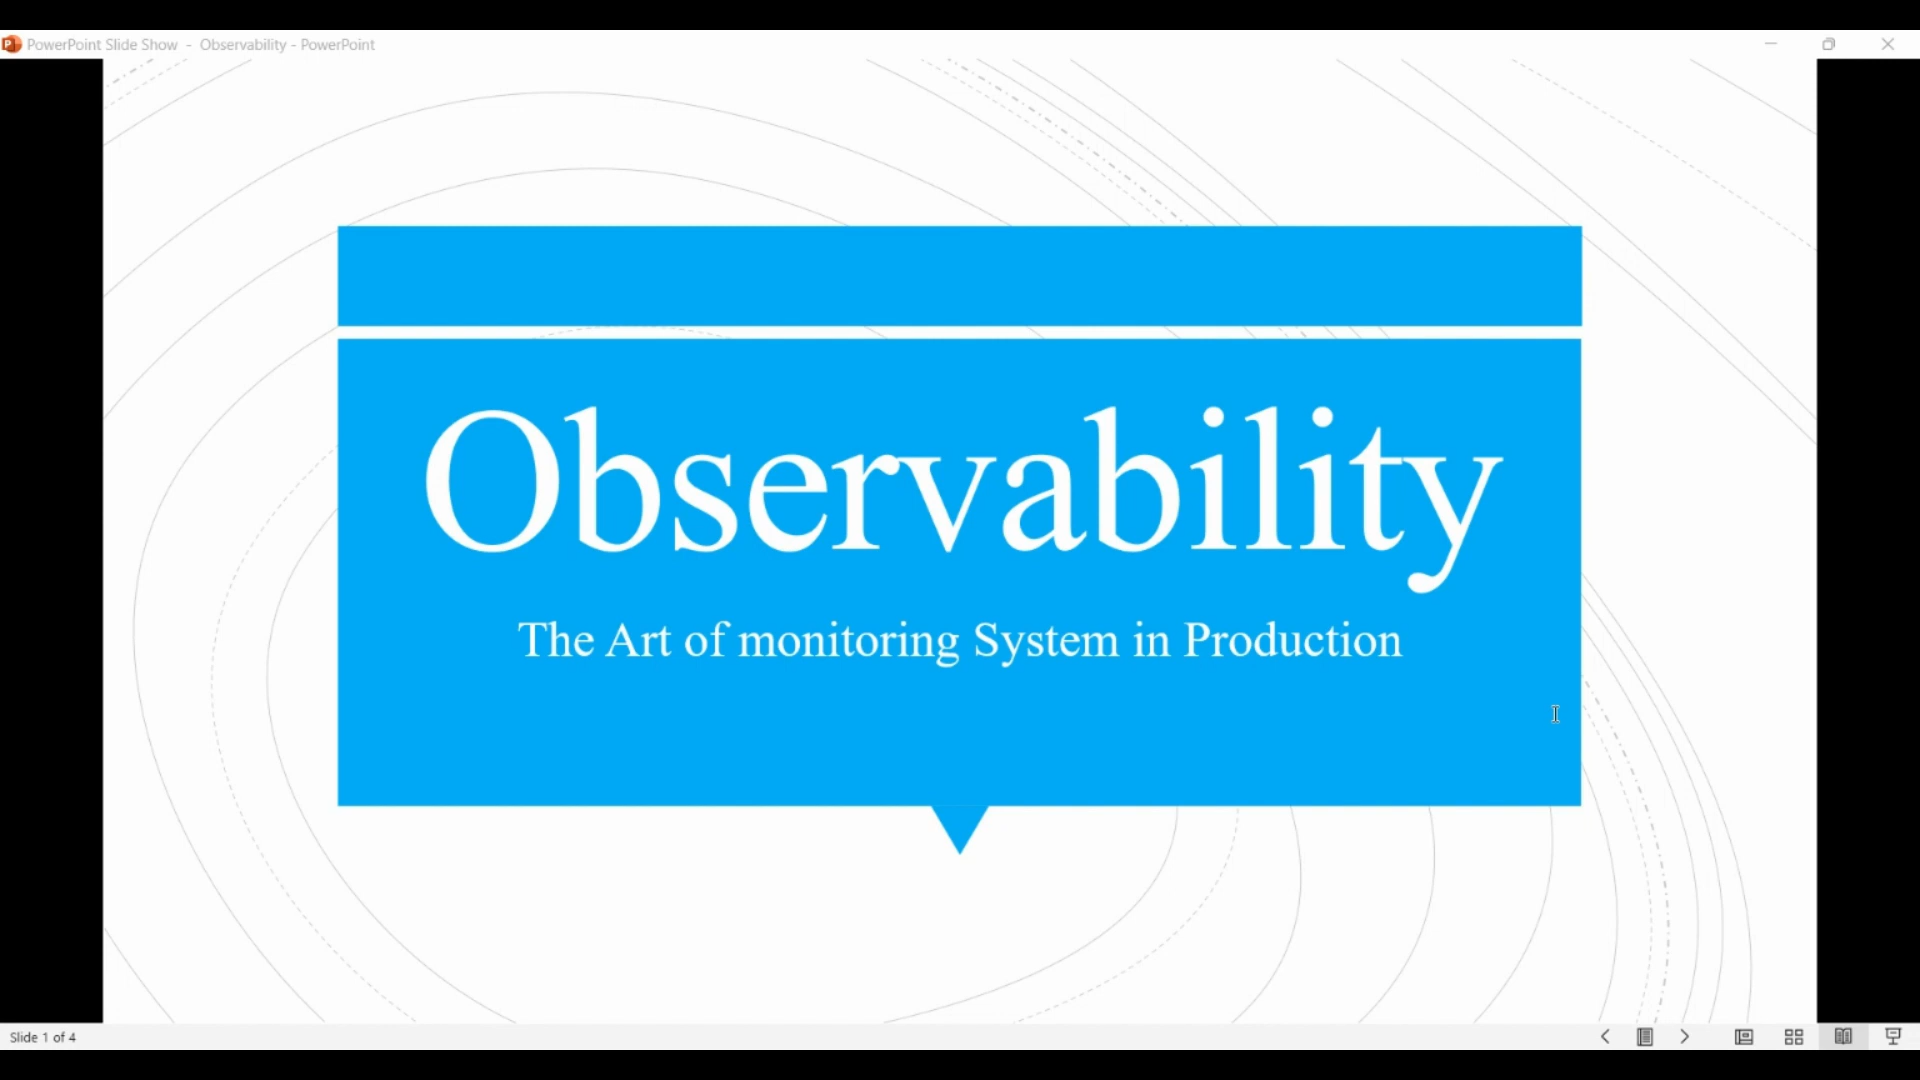 PowerPoint Slide Show - Observability - PowerPoint
Observability
The Art of monitoring System in Production
Slide 1 of 4